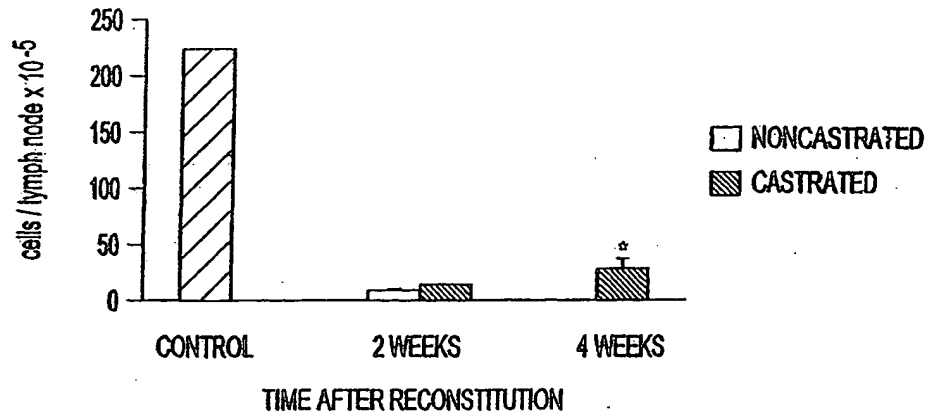 cells / lymph node x 10-5
250
200
150
100
50
0
NONCASTRATED
CASTRATED
☆
CONTROL
2 WEEKS
4 WEEKS
TIME AFTER RECONSTITUTION